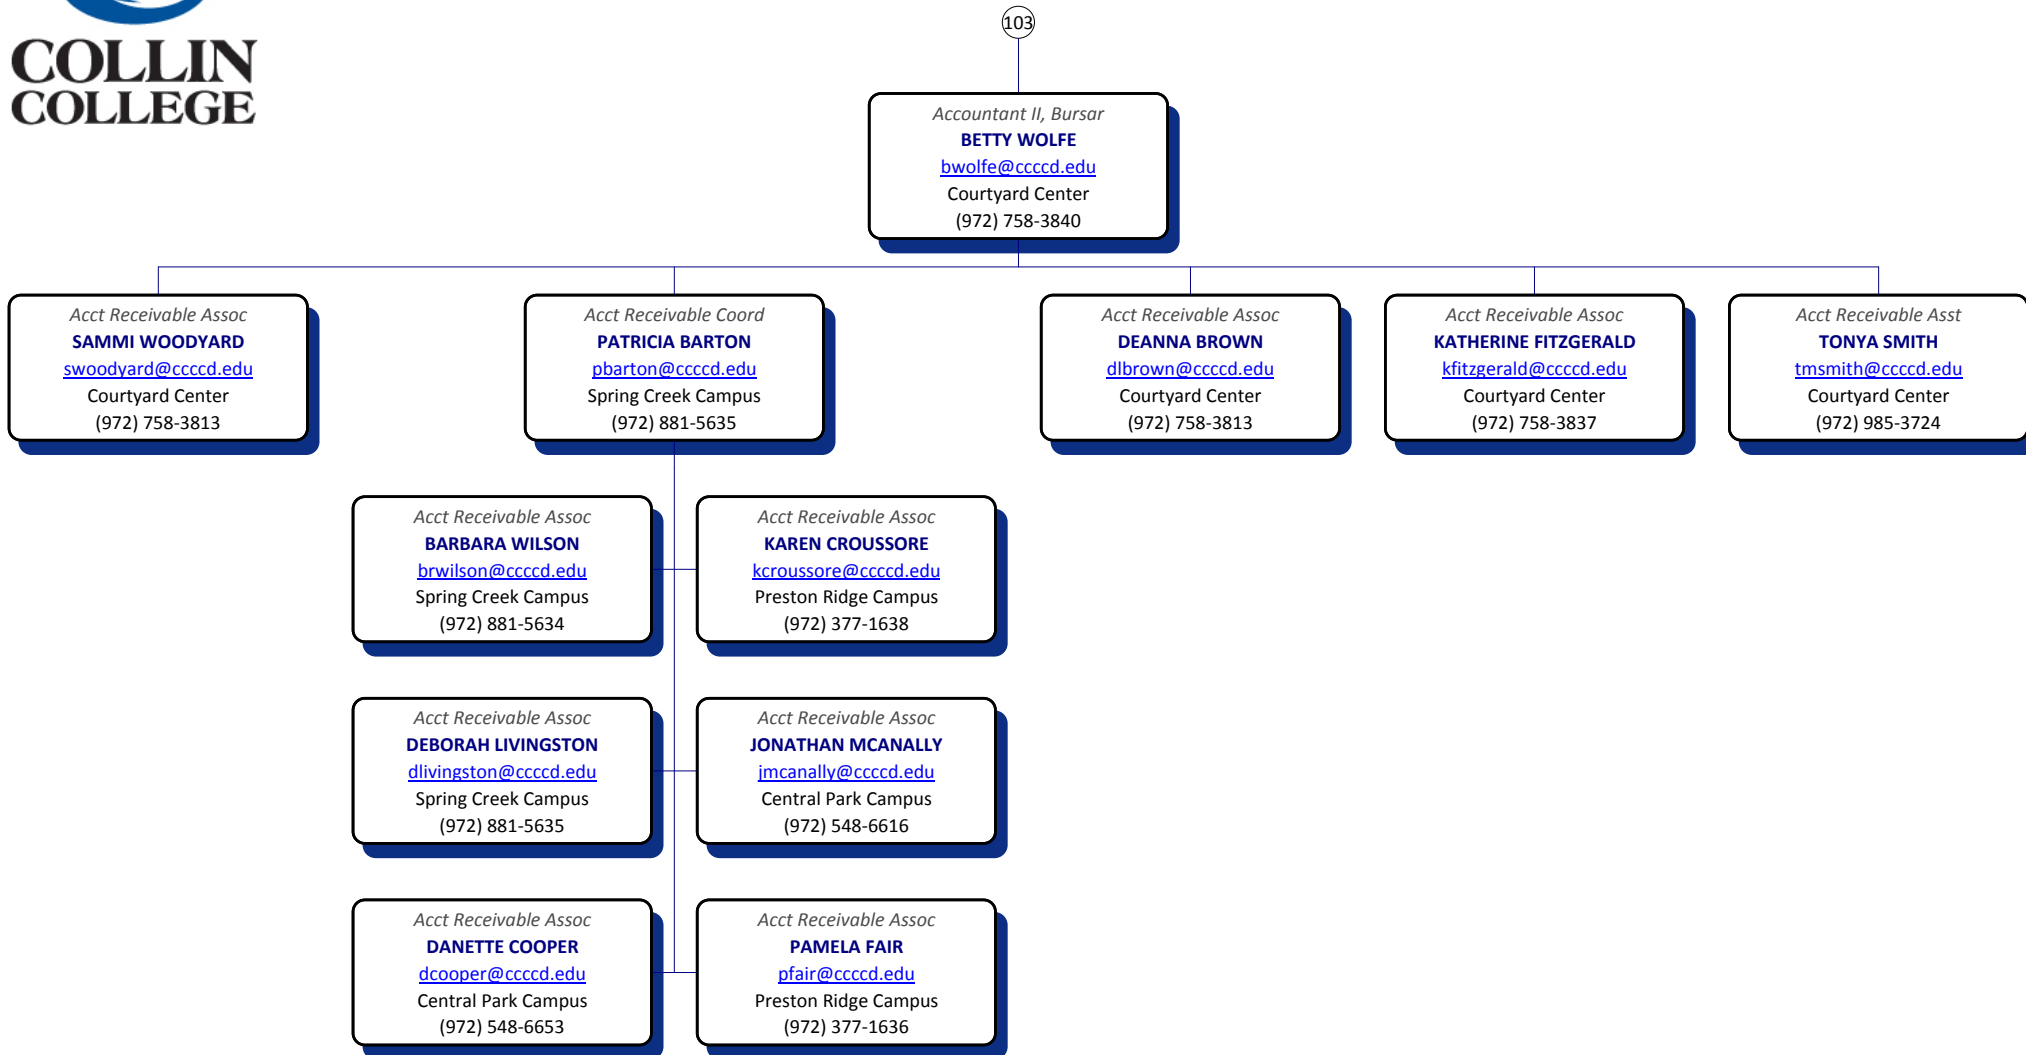 COLLIN
COLLEGE
103
Accountant II, Bursar
BETTY WOLFE
bwolfe@ccccd.edu
Courtyard Center
(972) 758-3840
Acct Receivable Assoc
SAMMI WOODYARD
swoodyard@ccccd.edu
Courtyard Center
(972) 758-3813
Acct Receivable Coord
PATRICIA BARTON
pbarton@ccccd.edu
Spring Creek Campus
(972) 881-5635
Acct Receivable Assoc
DEANNA BROWN
dlbrown@ccccd.edu
Courtyard Center
(972) 758-3813
Acct Receivable Assoc
KATHERINE FITZGERALD
kfitzgerald@ccccd.edu
Courtyard Center
(972) 758-3837
Acct Receivable Asst
TONYA SMITH
tmsmith@ccccd.edu
Courtyard Center
(972) 985-3724
Acct Receivable Assoc
BARBARA WILSON
brwilson@ccccd.edu
Spring Creek Campus
(972) 881-5634
Acct Receivable Assoc
KAREN CROUSSORE
kcroussore@ccccd.edu
Preston Ridge Campus
(972) 377-1638
Acct Receivable Assoc
DEBORAH LIVINGSTON
dlivingston@ccccd.edu
Spring Creek Campus
(972) 881-5635
Acct Receivable Assoc
JONATHAN MCANALLY
jmcanally@ccccd.edu
Central Park Campus
(972) 548-6616
Acct Receivable Assoc
DANETTE COOPER
dcooper@ccccd.edu
Central Park Campus
(972) 548-6653
Acct Receivable Assoc
PAMELA FAIR
pfair@ccccd.edu
Preston Ridge Campus
(972) 377-1636